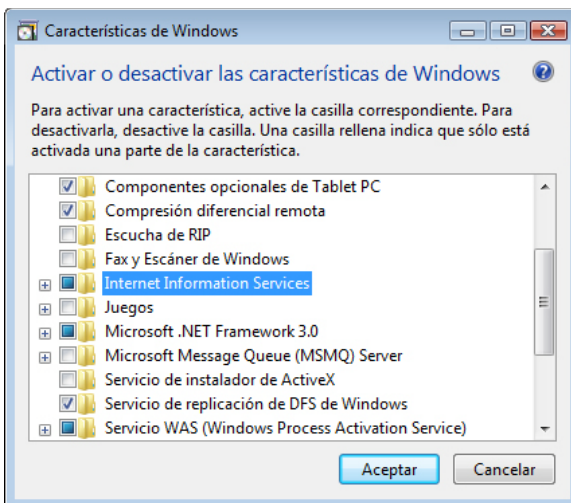 Características de Windows
Activar o desactivar las características de Windows
Para activar una característica, active la casilla correspondiente. Para
desactivarla, desactive la casilla. Una casilla rellena indica que sólo está
activada una parte de la característica.
Componentes opcionales de Tablet PC
Compresión diferencial remota
Escucha de RIP
Fax y Escáner de Windows
Internet Information Services
Juegos
Microsoft .NET Framework 3.0
Microsoft Message Queue (MSMQ) Server
Servicio de instalador de ActiveX
Servicio de replicación de DFS de Windows
Servicio WAS (Windows Process Activation Service)
Aceptar
Cancelar